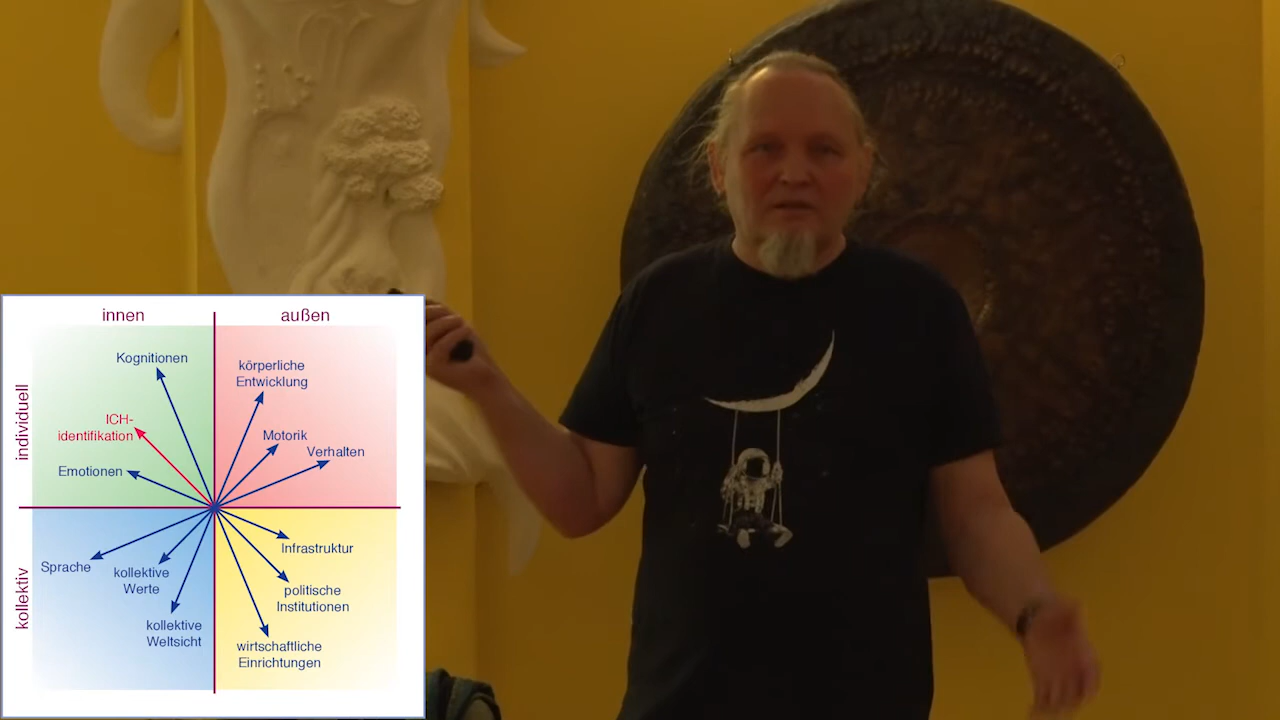 innen
außen
individuell
kollektiv
Kognitionen
ICH-
identifikation
Emotionen
körperliche
Entwicklung
Motorik
Verhalten
Sprache
kollektive
Werte
kollektive
Weltsicht
Infrastruktur
politische
Institutionen
wirtschaftliche
Einrichtungen